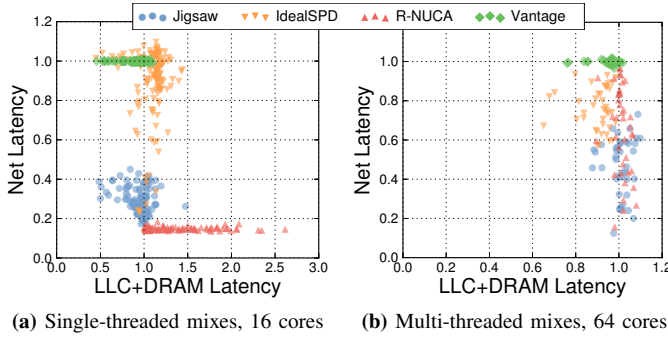 Jigsaw IdealSPD R-NUCA Vantage
1.2
1.0
0.8
0.6
0.4
0.2
0.0
Net Latency
0.0 0.5 1.0 1.5 2.0 2.5 3.0
LLC+DRAM Latency
(a) Single-threaded mixes, 16 cores
1.2
1.0
0.8
0.6
0.4
0.2
0.0
Net Latency
0.0 0.2 0.4 0.6 0.8 1.0 1.2
LLC+DRAM Latency
(b) Multi-threaded mixes, 64 cores